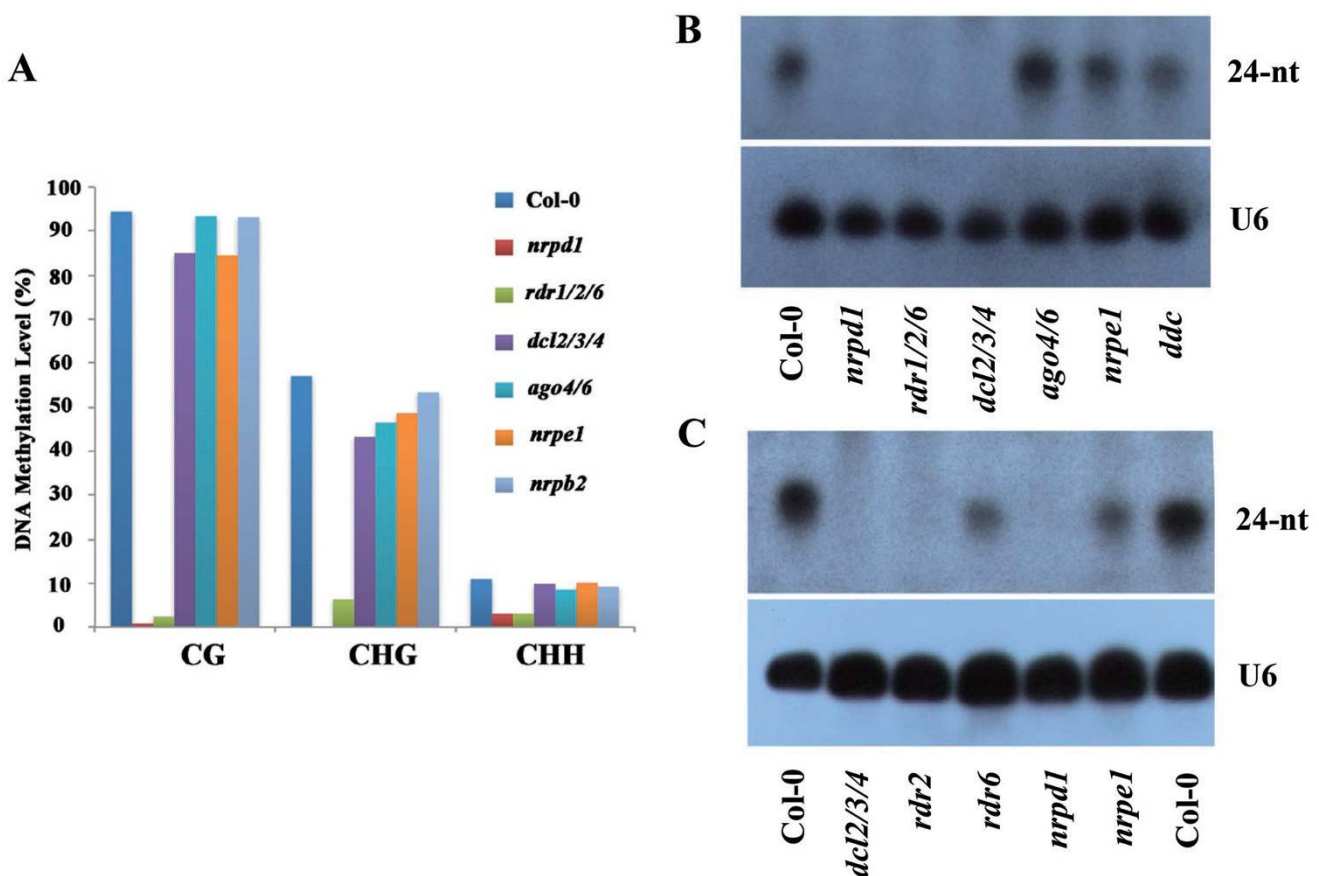 A
DNA Methylation Level (%)
100
90
80
70
60
50
40
30
20
10
0
CG
CHG
CHH
Col-0
nrpd1
rdr1/2/6
dcl2/3/4
ago4/6
nrpe1
nrpb2
B
24-nt
U6
Col-0
nrpd1
rdr1/2/6
dcl2/3/4
ago4/6
nrpe1
ddc
C
24-nt
U6
Col-0
dcl2/3/4
rdr2
rdr6
nrpd1
nrpe1
Col-0